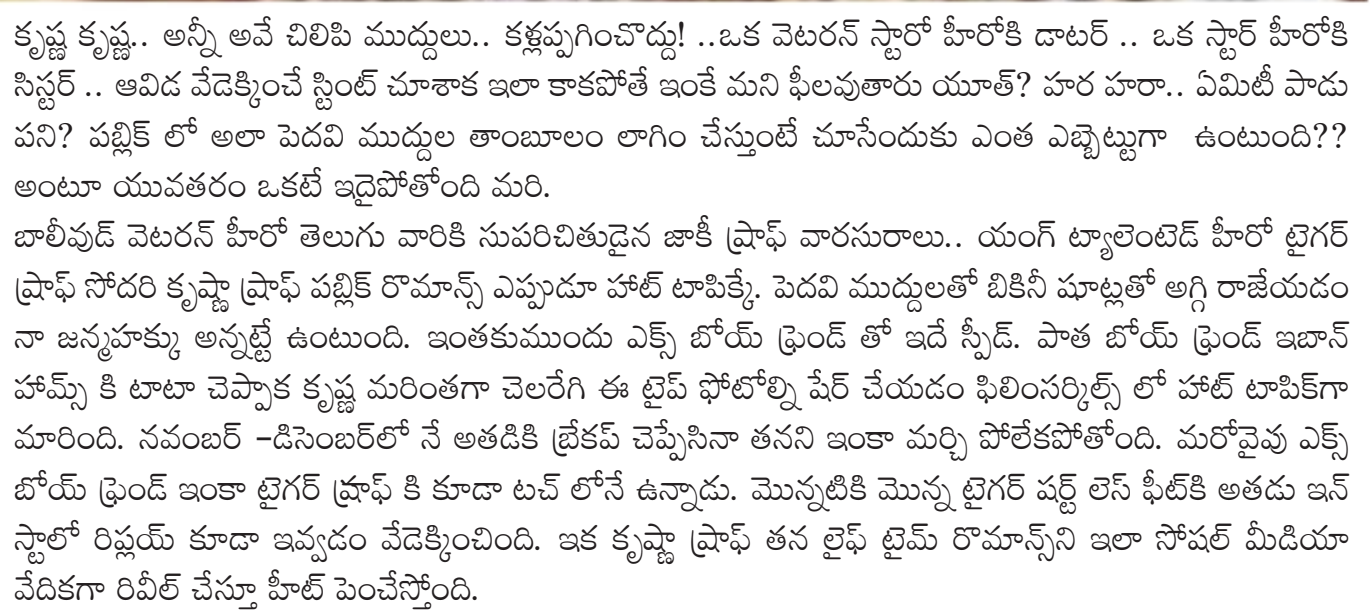 కృష్ణ కృష్ణ.. అన్నీ అవే చిలిపి ముద్దులు.. కళ్లప్పగించొద్దు! ..ఒక వెటరన్ స్టారో హీరోకి డాటర్ .. ఒక స్టార్ హీరోకి
సిస్టర్ .. ఆవిడ వేడెక్కించే స్టింట్ చూశాక ఇలా కాకపోతే ఇంకే మని ఫీలవుతారు యూత్? హర హరా.. ఏమిటీ పాడు
పని? పబ్లిక్ లో అలా పెదవి ముద్దుల తాంబూలం లాగిం చేస్తుంటే చూసేందుకు ఎంత ఎబ్బెట్టుగా ఉంటుంది??
అంటూ యువతరం ఒకటే ఇదైపోతోంది మరి.
బాలీవుడ్ వెటరన్ హీరో తెలుగు వారికి సుపరిచితుడైన జాకీ ష్రాఫ్ వారసురాలు.. యంగ్ ట్యాలెంటెడ్ హీరో టైగర్
ష్రాఫ్ సోదరి కృష్ణా ష్రాఫ్ పబ్లిక్ రొమాన్స్ ఎప్పుడూ హాట్ టాపిక్కే. పెదవి ముద్దులతో బికినీ షూట్లతో అగ్గి రాజేయడం
నా జన్మహక్కు అన్నట్టే ఉంటుంది. ఇంతకుముందు ఎక్స్ బోయ్ ఫ్రెండ్ తో ఇదే స్పీడ్. పాత బోయ్ ఫ్రెండ్ ఇబాన్
హామ్స్ కి టాటా చెప్పాక కృష్ణ మరింతగా చెలరేగి ఈ టైప్ ఫోటోల్ని షేర్ చేయడం ఫిలింసర్కిల్స్ లో హాట్ టాపిక్‌గా
మారింది. నవంబర్ -డిసెంబర్‌లో నే అతడికి బ్రేకప్ చెప్పేసినా తనని ఇంకా మర్చి పోలేకపోతోంది. మరోవైవు ఎక్స్
బోయ్ ఫ్రెండ్ ఇంకా టైగర్ ష్రాఫ్ కి కూడా టచ్ లోనే ఉన్నాడు. మొన్నటికి మొన్న టైగర్ షర్ట్ లెస్ ఫీట్‌కి అతడు ఇన్
స్టాలో రిప్లయ్ కూడా ఇవ్వడం వేడెక్కించింది. ఇక కృష్ణా ష్రాఫ్ తన లైఫ్ టైమ్ రొమాన్స్‌ని ఇలా సోషల్ మీడియా
వేదికగా రివీల్ చేస్తూ హీట్ పెంచేస్తోంది.